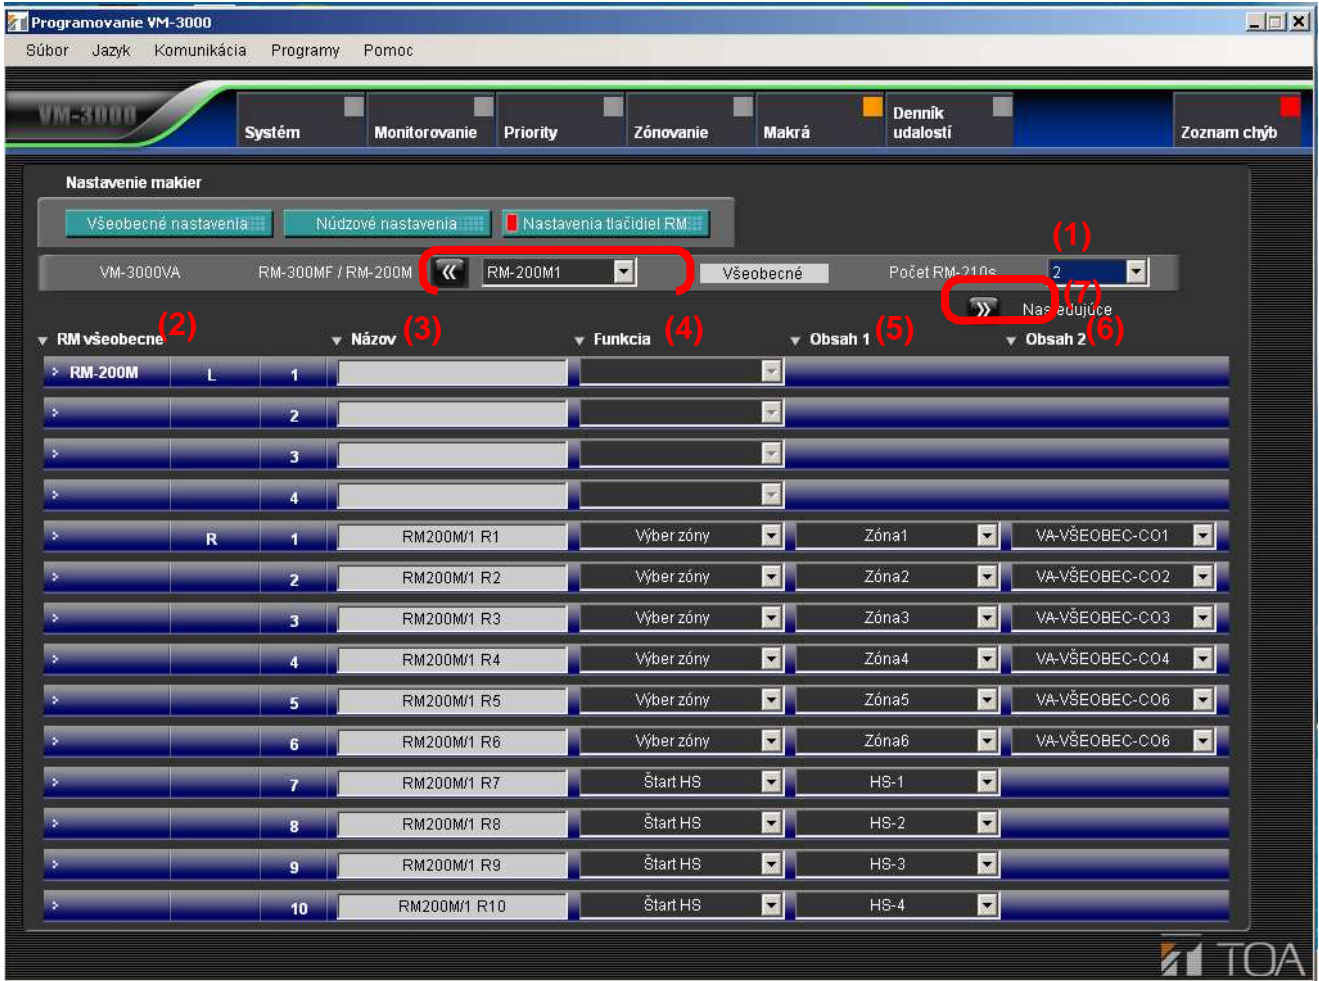 Programovanie VM-3000
Súbor Jazyk Komunikácia Programy Pomoc
VM-3000 Systém Monitorovanie Priority Zónovanie Makrá Denník udalostí Zoznam chýb
Nastavenie makier
Všeobecné nastavenia Núdzové nastavenia Nastavenia tlačidiel RM
(1)
VM-3000VA RM-300MF / RM-200M RM-200M1 Všeobecné Počet RM-210s 2
(7)
Nasledujúce
(2) (3) (4) (5) (6)
RM všeobecne Názov Funkcia Obsah 1 Obsah 2
RM-200M L 1
2
3
4
R 1 RM200M/1 R1 Výber zóny Zóna1 VA-VŠEOBEC-CO1
2 RM200M/1 R2 Výber zóny Zóna2 VA-VŠEOBEC-CO2
3 RM200M/1 R3 Výber zóny Zóna3 VA-VŠEOBEC-CO3
4 RM200M/1 R4 Výber zóny Zóna4 VA-VŠEOBEC-CO4
5 RM200M/1 R5 Výber zóny Zóna5 VA-VŠEOBEC-CO6
6 RM200M/1 R6 Výber zóny Zóna6 VA-VŠEOBEC-CO6
7 RM200M/1 R7 Štart HS HS-1
8 RM200M/1 R8 Štart HS HS-2
9 RM200M/1 R9 Štart HS HS-3
10 RM200M/1 R10 Štart HS HS-4
TOA